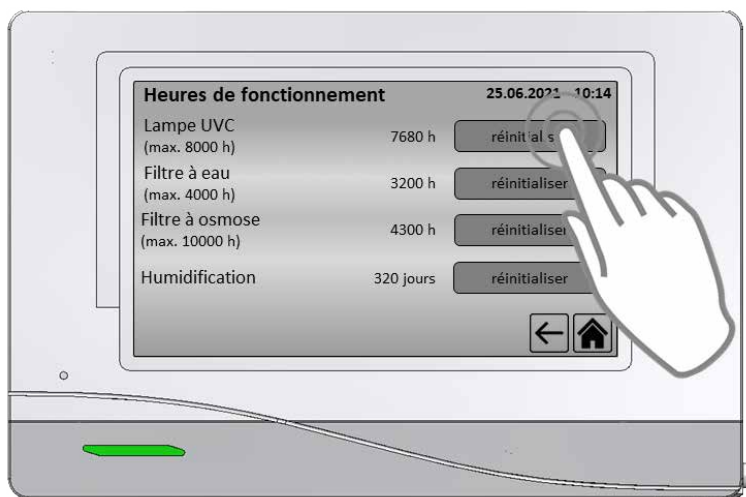 Heures de fonctionnement 25.06.2021 10:14
Lampe UVC
(max. 8000 h) 7680 h
Filtre à eau
(max. 4000 h) 3200 h réinitialiser
Filtre à osmose
(max. 10000 h) 4300 h réinitialiser
Humidification 320 jours réinitialiser